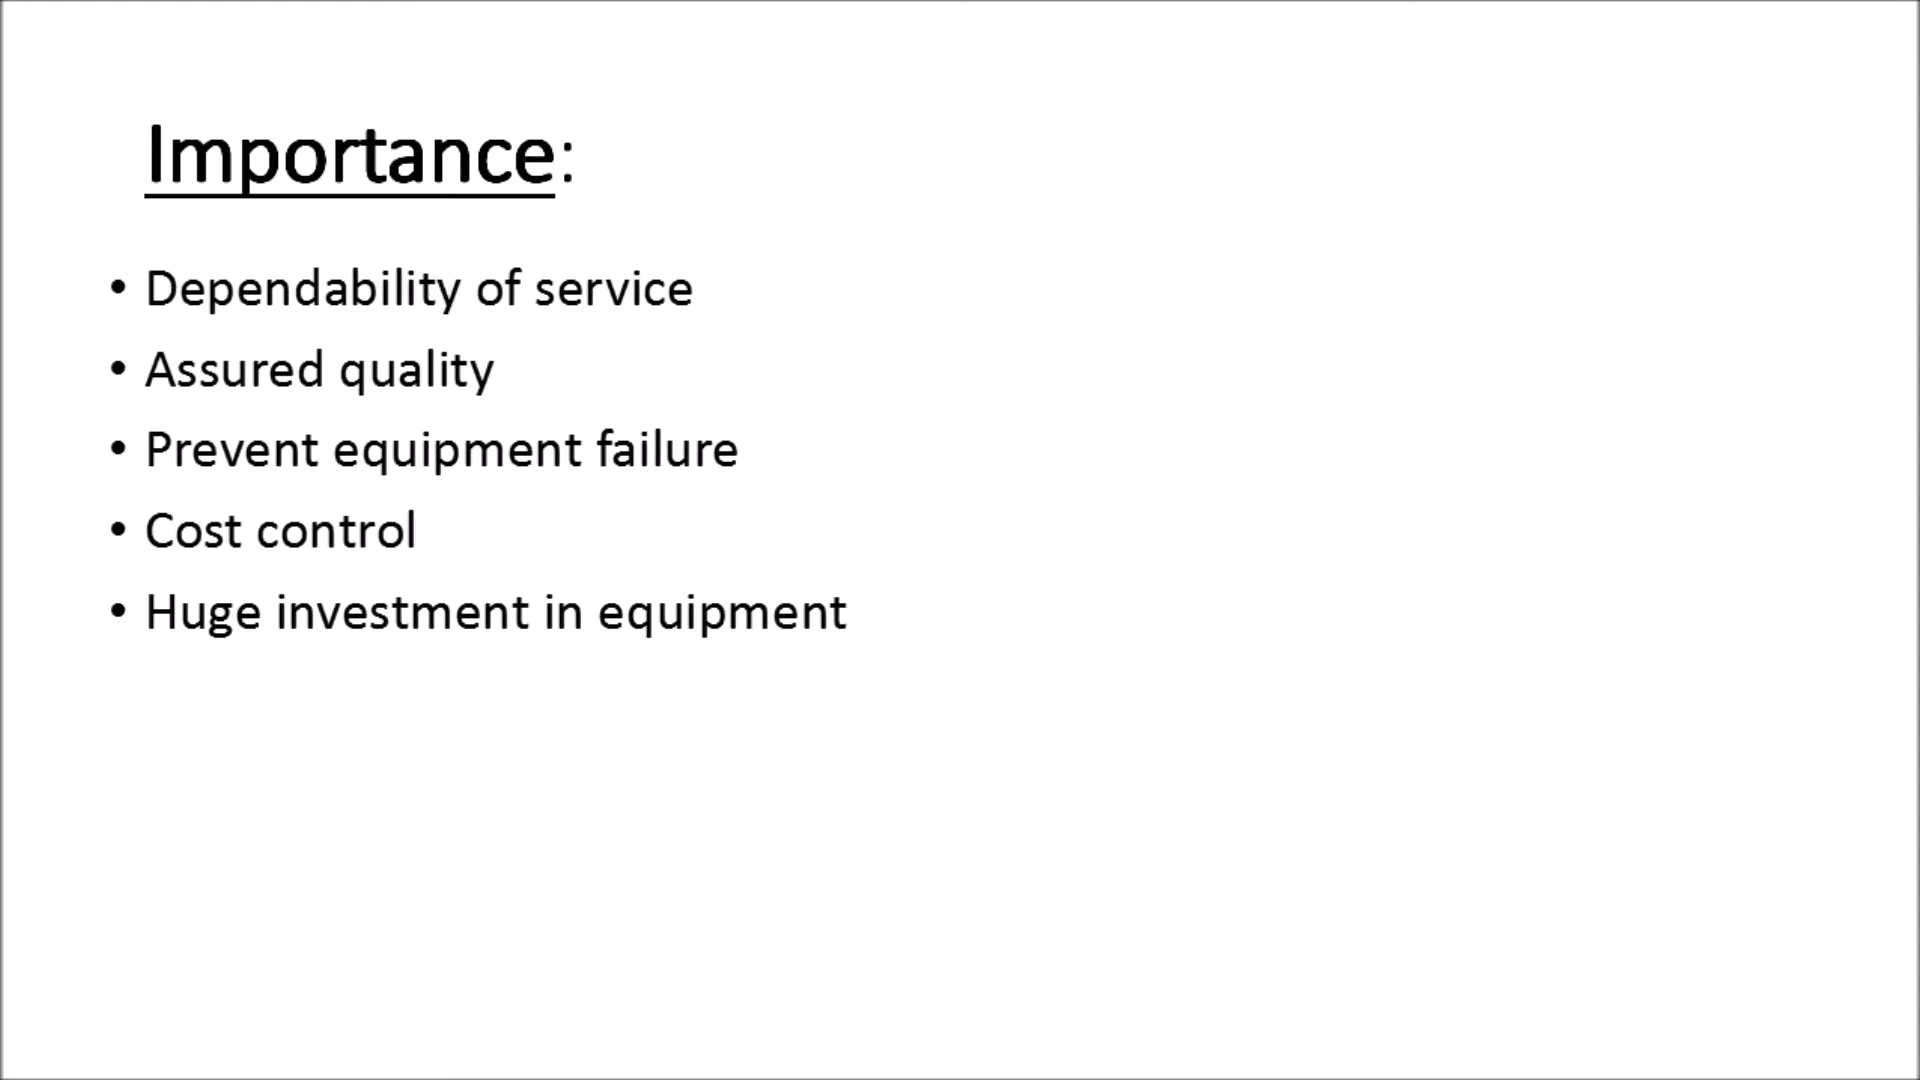 Importance:
• Dependability of service
• Assured quality
• Prevent equipment failure
• Cost control
• Huge investment in equipment